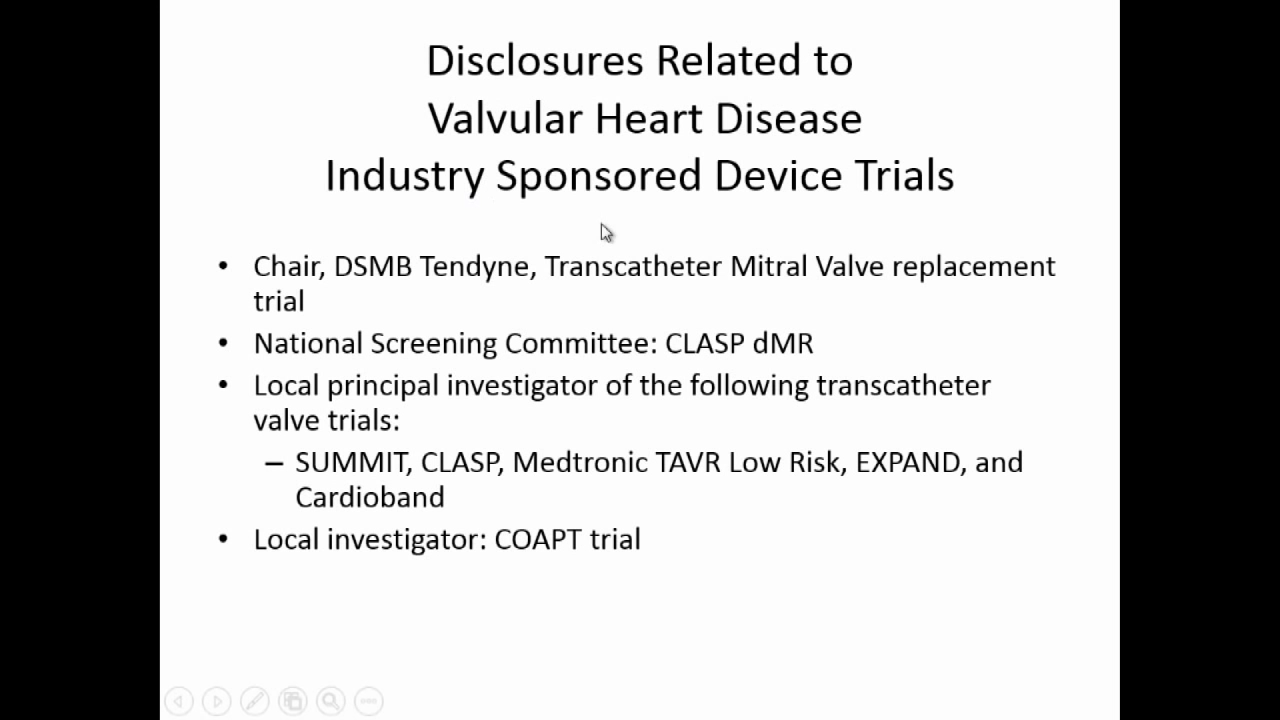 Disclosures Related to
Valvular Heart Disease
Industry Sponsored Device Trials
• Chair, DSMB Tendyne, Transcatheter Mitral Valve replacement
trial
• National Screening Committee: CLASP dMR
• Local principal investigator of the following transcatheter
valve trials:
– SUMMIT, CLASP, Medtronic TAVR Low Risk, EXPAND, and
Cardioband
• Local investigator: COAPT trial